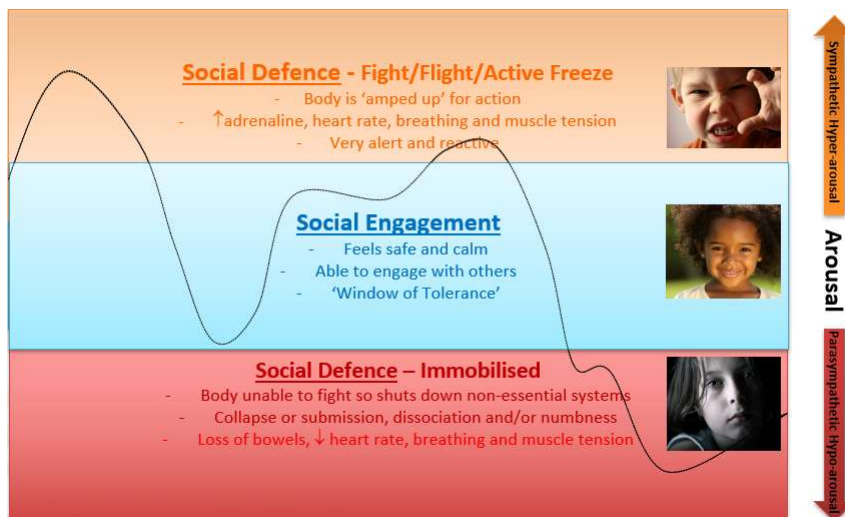 Social Defence - Fight/Flight/Active Freeze
- Body is ‘amped up’ for action
- ↑adrenaline, heart rate, breathing and muscle tension
- Very alert and reactive
Social Engagement
- Feels safe and calm
- Able to engage with others
- ‘Window of Tolerance’
Social Defence – Immobilised
- Body unable to fight so shuts down non-essential systems
- Collapse or submission, dissociation and/or numbness
- Loss of bowels, ↓ heart rate, breathing and muscle tension
Sympathetic Hyper-arousal
Arousal
Parasympathetic Hypo-arousal